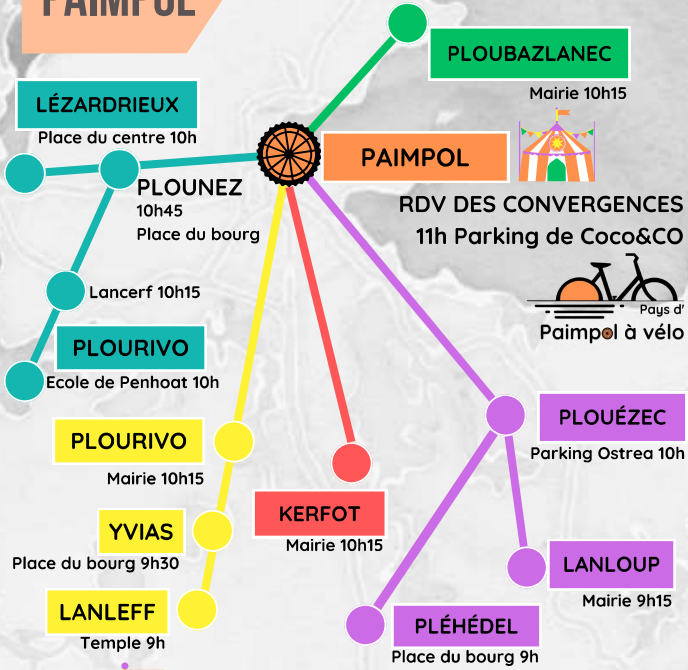 PAIMPOL
PLOUBAZLANEC
Mairie 10h15
LÉZARDRIEUX
Place du centre 10h
PAIMPOL
PLOUNEZ
10h45
Place du bourg
RDV DES CONVERGENCES
11h Parking de Coco&CO
Lancerf 10h15
Pays d'
Paimpol à vélo
PLOURIVO
Ecole de Penhoat 10h
PLOUÉZEC
Parking Ostrea 10h
PLOURIVO
Mairie 10h15
KERFOT
Mairie 10h15
YVIAS
Place du bourg 9h30
LANLOUP
Mairie 9h15
LANLEFF
Temple 9h
PLÉHÉDEL
Place du bourg 9h